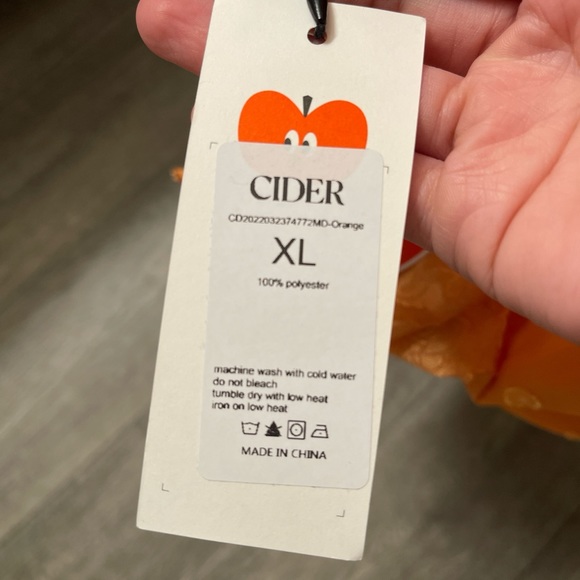 CIDER
CD2022032374772MD-Orange
XL
100% polyester
machine wash with cold water
do not bleach
tumble dry with low heat
iron on low heat
MADE IN CHINA